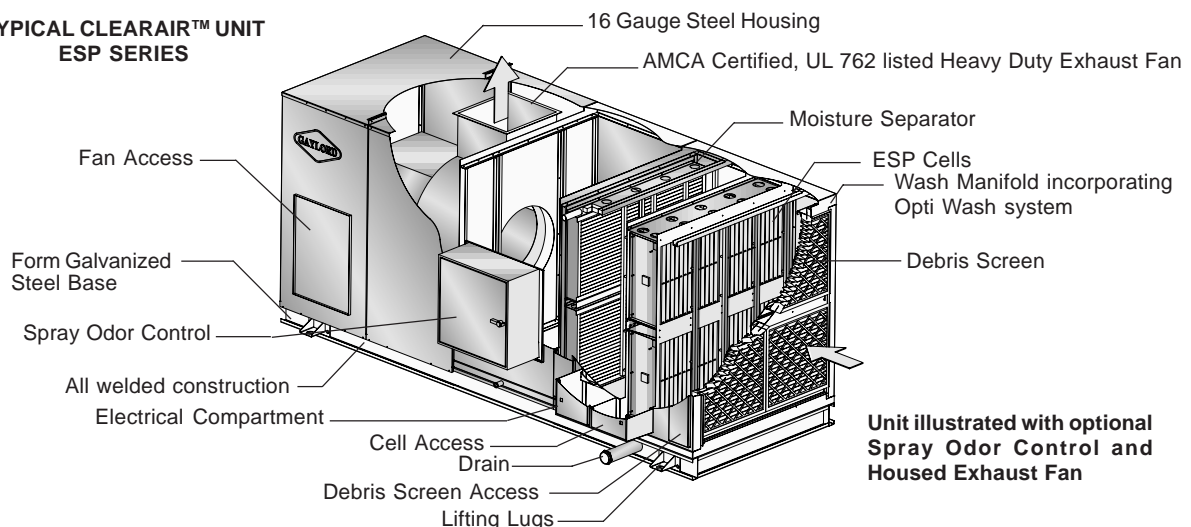 YPICAL CLEARAIR™ UNIT
ESP SERIES
16 Gauge Steel Housing
AMCA Certified, UL 762 listed Heavy Duty Exhaust Fan
Moisture Separator
ESP Cells
Wash Manifold incorporating
Opti Wash system
Debris Screen
GAYLORD
Fan Access
Form Galvanized
Steel Base
Spray Odor Control
All welded construction
Electrical Compartment
Cell Access
Drain
Debris Screen Access
Lifting Lugs
Unit illustrated with optional
Spray Odor Control and
Housed Exhaust Fan